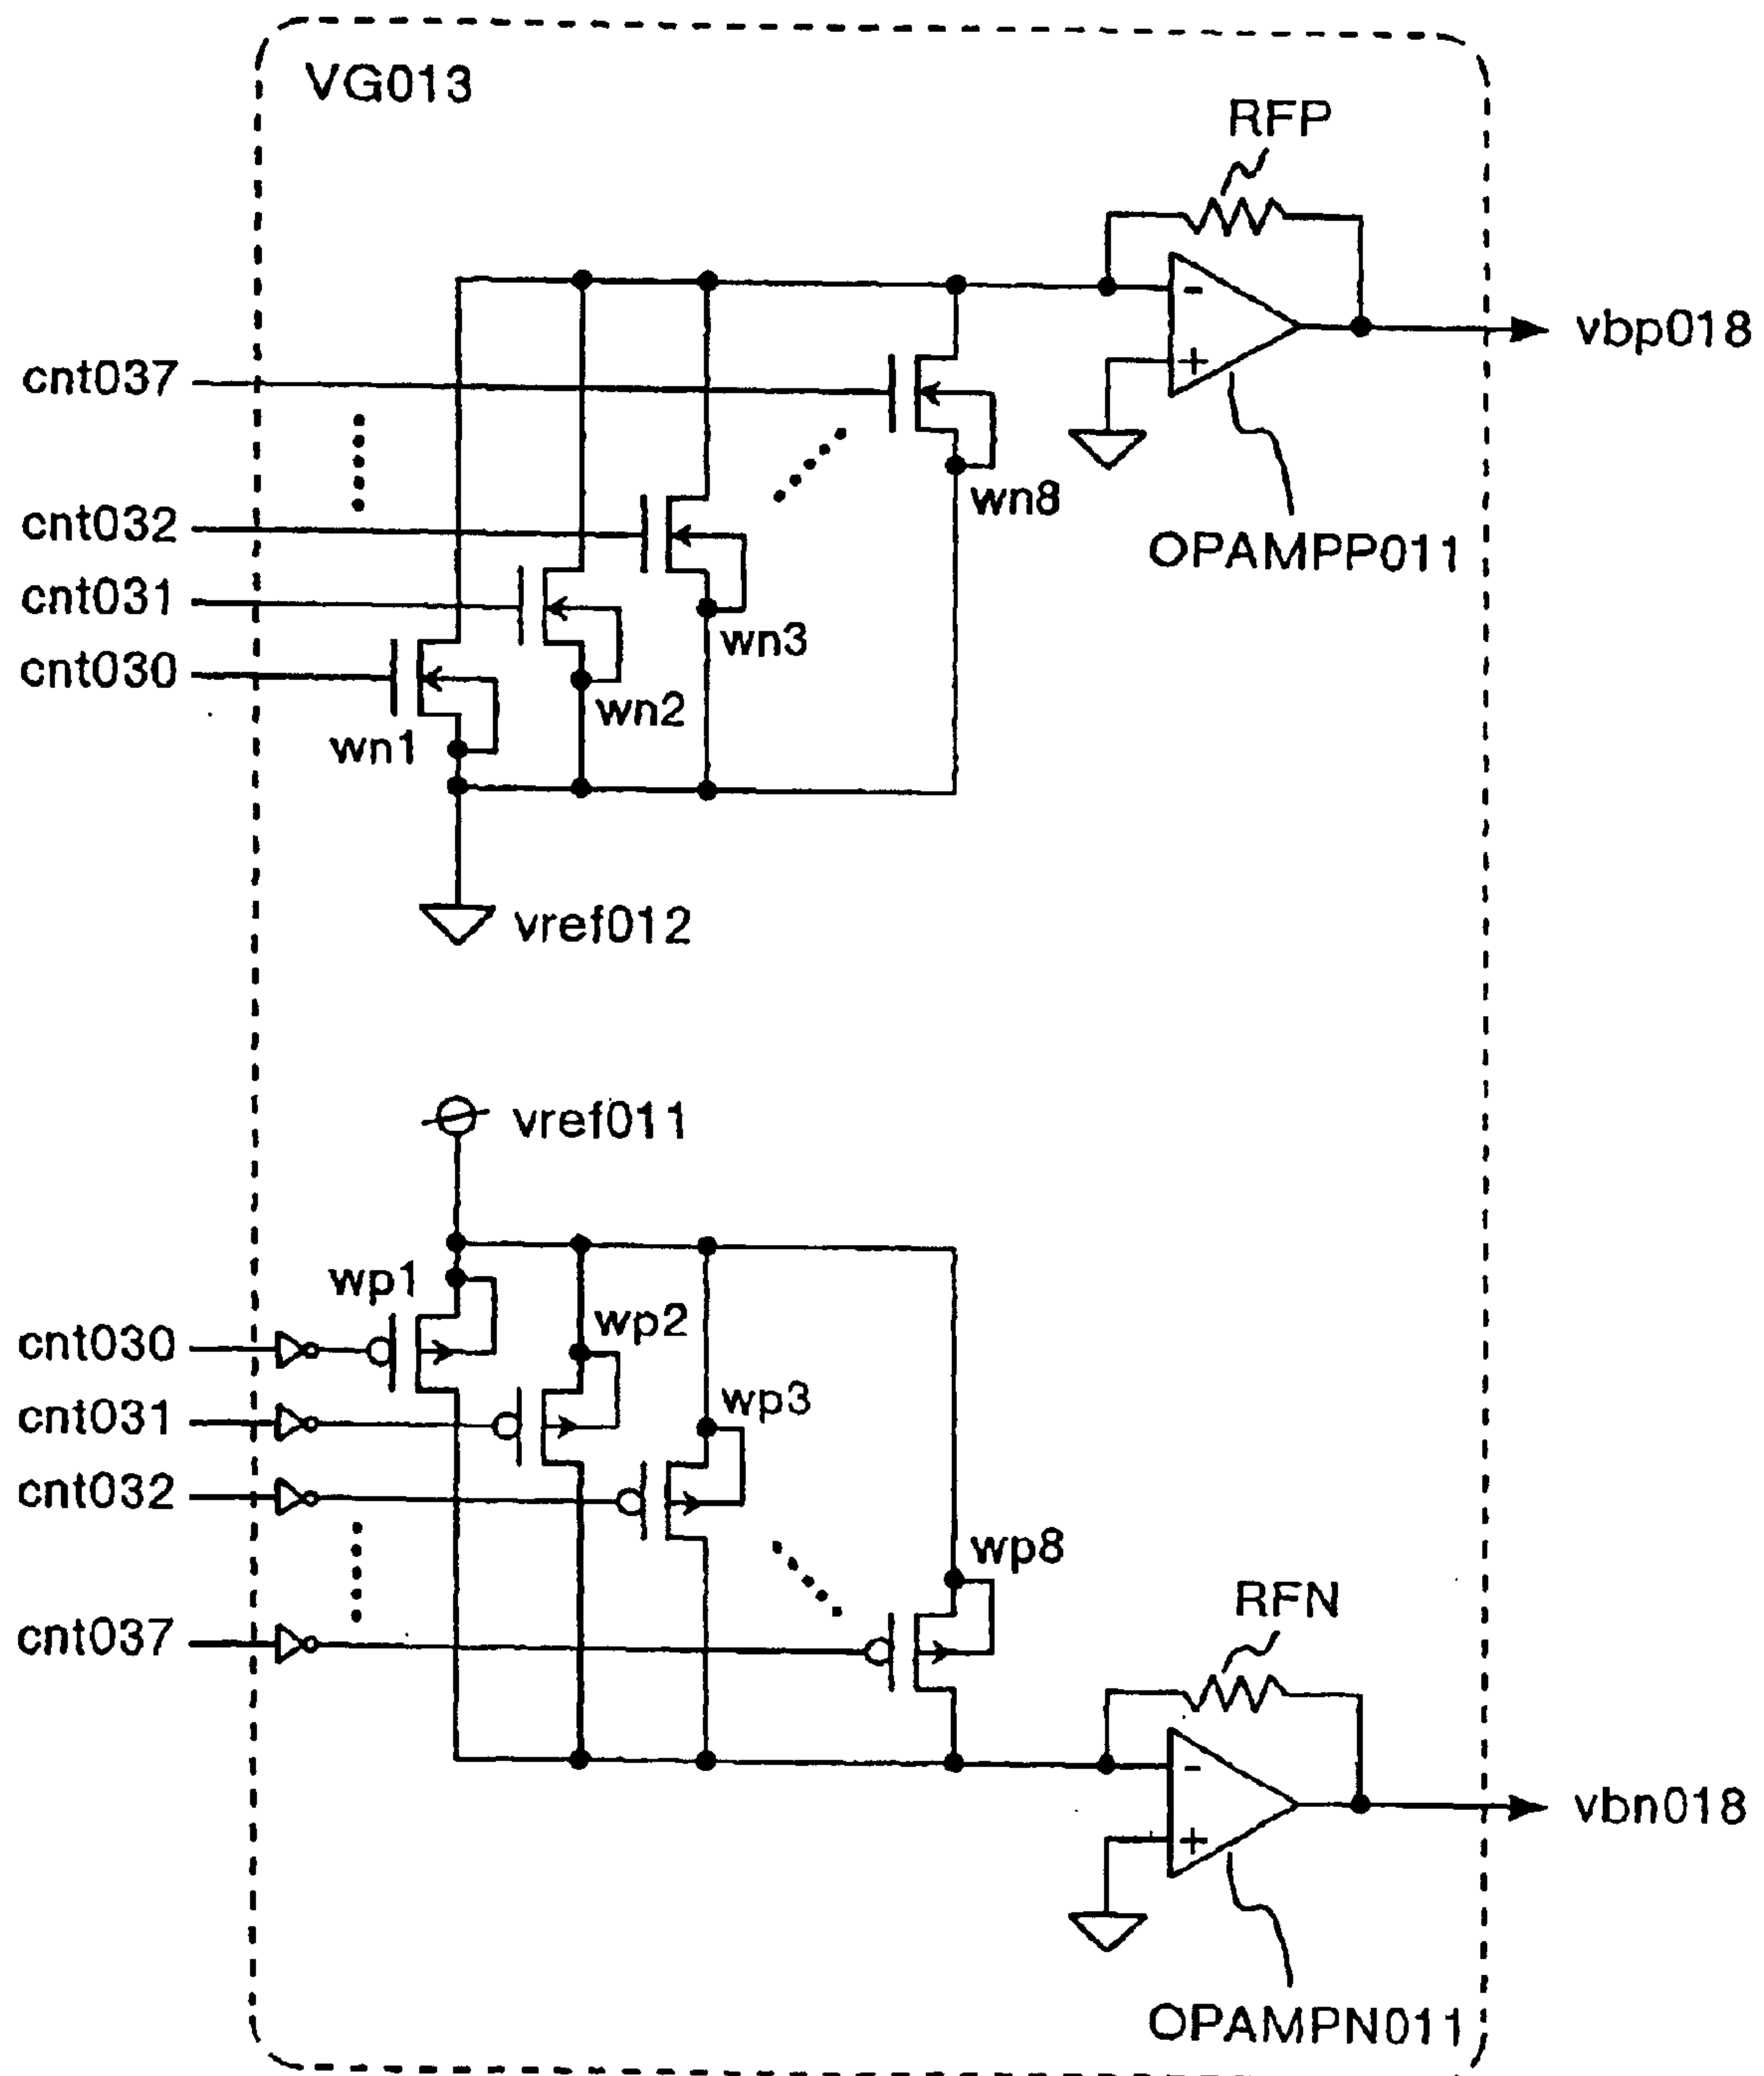 VG013
RFP
cnt037
vbp018
wn8
cnt032
OPAMPP011
cnt031
wn3
cnt030
wn2
wn1
vref012
vref011
wp1
wp2
cnt030
wp3
cnt031
cnt032
wp8
RFN
cnt037
vbn018
OPAMPN011